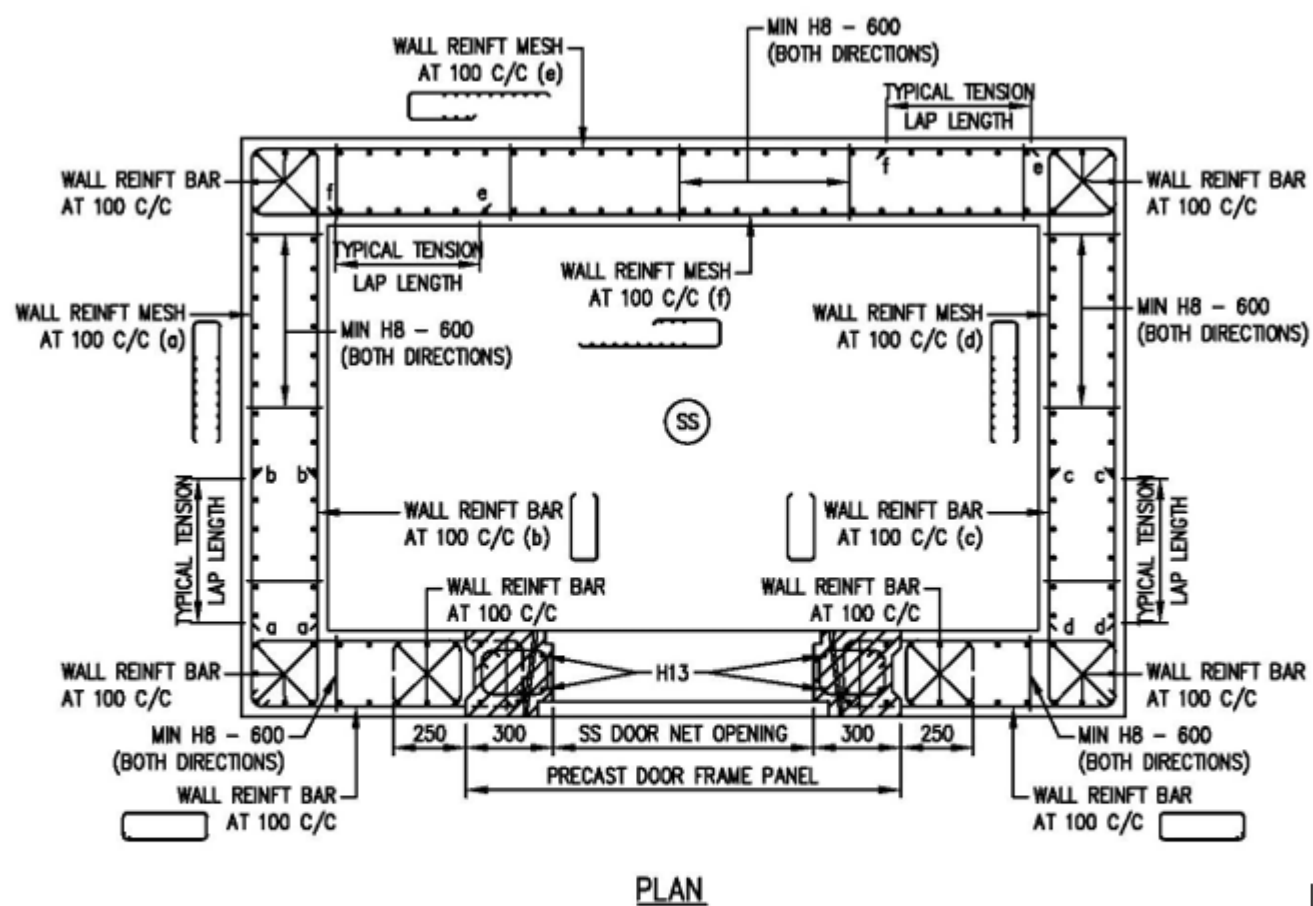 MIN H8 - 600
(BOTH DIRECTIONS)
WALL REINFT MESH
AT 100 C/C (e)
TYPICAL TENSION
LAP LENGTH
WALL REINFT BAR
AT 100 C/C
f
e
f
e
WALL REINFT BAR
AT 100 C/C
TYPICAL TENSION
LAP LENGTH
WALL REINFT MESH
AT 100 C/C (f)
WALL REINFT MESH
AT 100 C/C (a)
MIN H8 - 600
(BOTH DIRECTIONS)
WALL REINFT MESH
AT 100 C/C (d)
MIN H8 - 600
(BOTH DIRECTIONS)
SS
b b
c c
TYPICAL TENSION
LAP LENGTH
WALL REINFT BAR
AT 100 C/C (b)
WALL REINFT BAR
AT 100 C/C (c)
TYPICAL TENSION
LAP LENGTH
WALL REINFT BAR
AT 100 C/C
WALL REINFT BAR
AT 100 C/C
a a
d d
WALL REINFT BAR
AT 100 C/C
H13
WALL REINFT BAR
AT 100 C/C
MIN H8 - 600
(BOTH DIRECTIONS)
250
300
SS DOOR NET OPENING
300
250
MIN H8 - 600
(BOTH DIRECTIONS)
PRECAST DOOR FRAME PANEL
WALL REINFT BAR
AT 100 C/C
WALL REINFT BAR
AT 100 C/C
PLAN